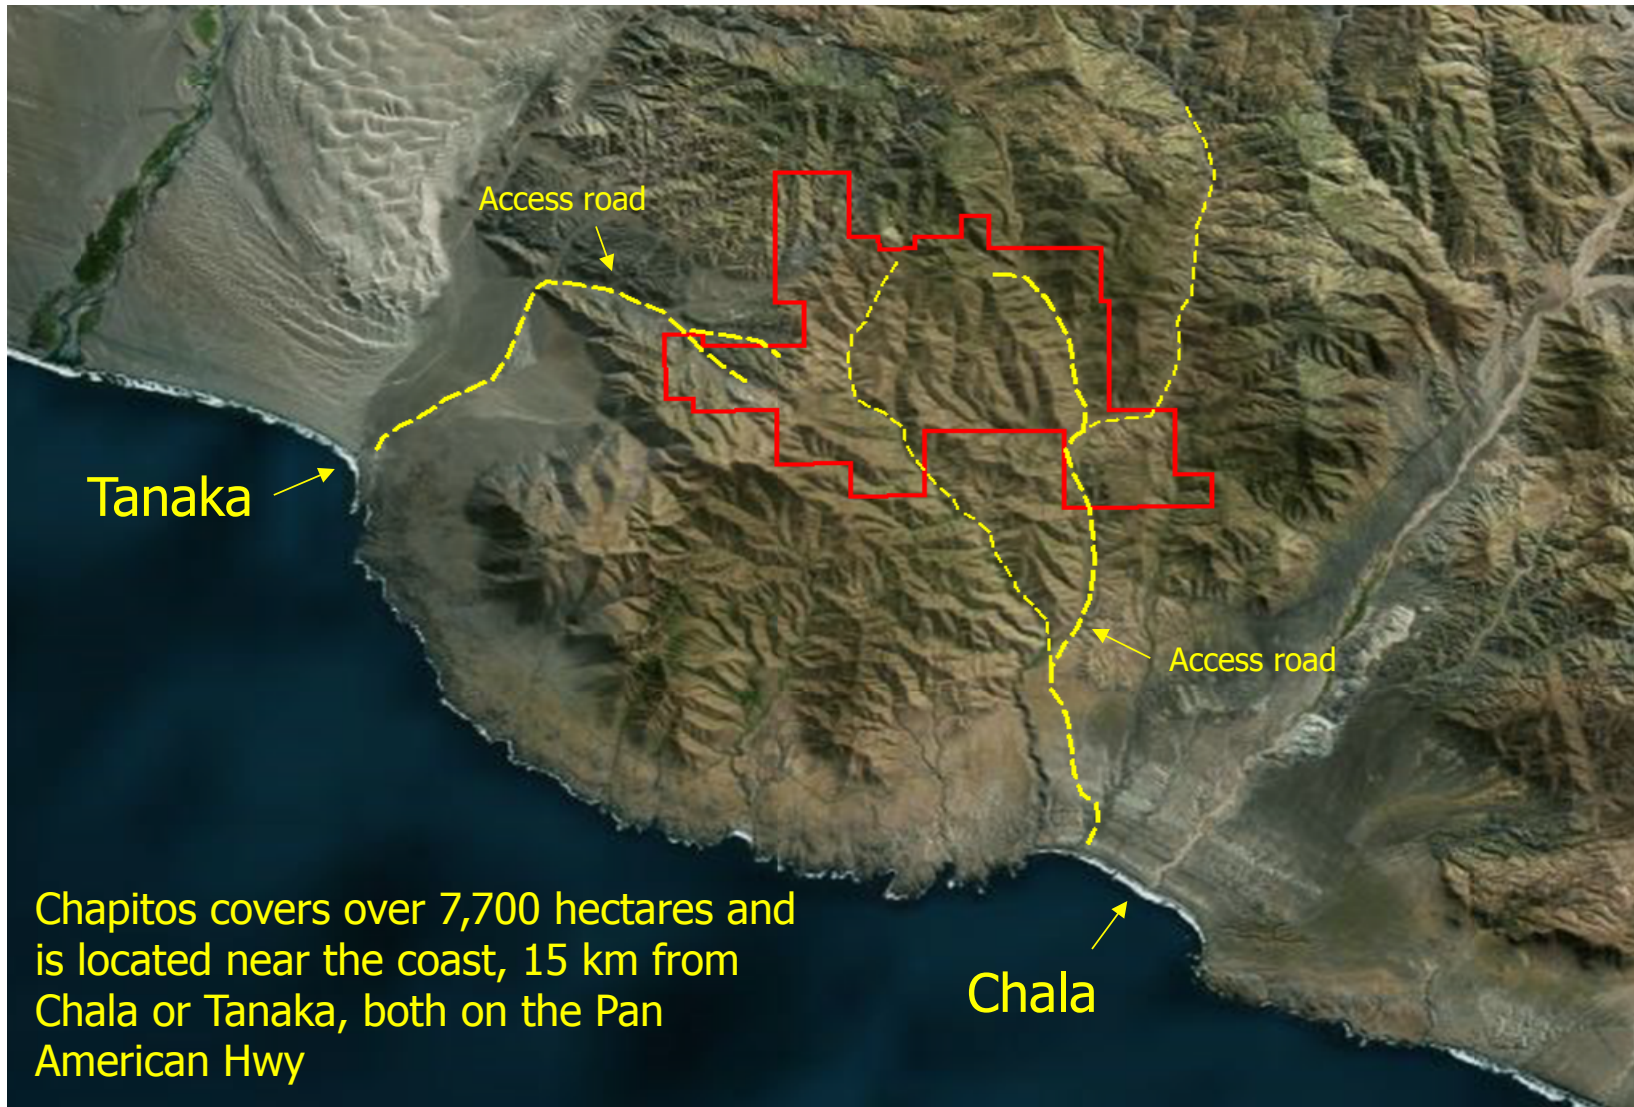 Access road
Tanaka
Access road
Chapitos covers over 7,700 hectares and
is located near the coast, 15 km from
Chala or Tanaka, both on the Pan
American Hwy
Chala